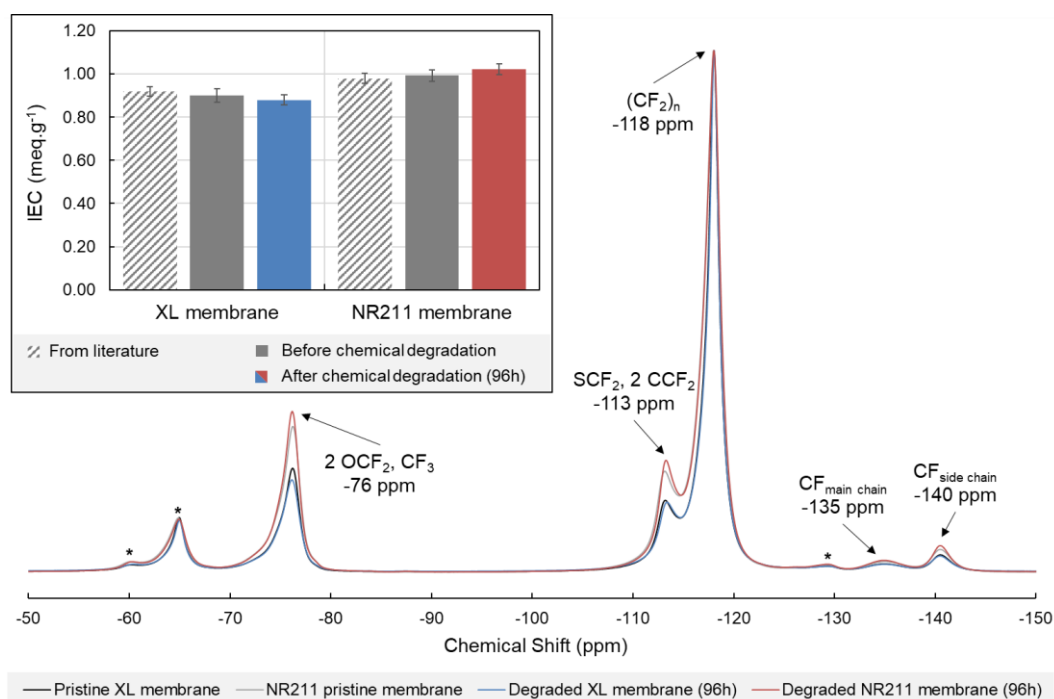 1.20
1.00
0.80
0.60
0.40
0.20
0.00
IEC (meq.g⁻¹)
XL membrane
NR211 membrane
From literature
Before chemical degradation
After chemical degradation (96h)
(CF₂)ₙ
-118 ppm
SCF₂, 2 CCF₂
-113 ppm
2 OCF₂, CF₃
-76 ppm
CF main chain
-135 ppm
CF side chain
-140 ppm
*
*
*
-50
-60
-70
-80
-90
-100
-110
-120
-130
-140
-150
Chemical Shift (ppm)
Pristine XL membrane
NR211 pristine membrane
Degraded XL membrane (96h)
Degraded NR211 membrane (96h)